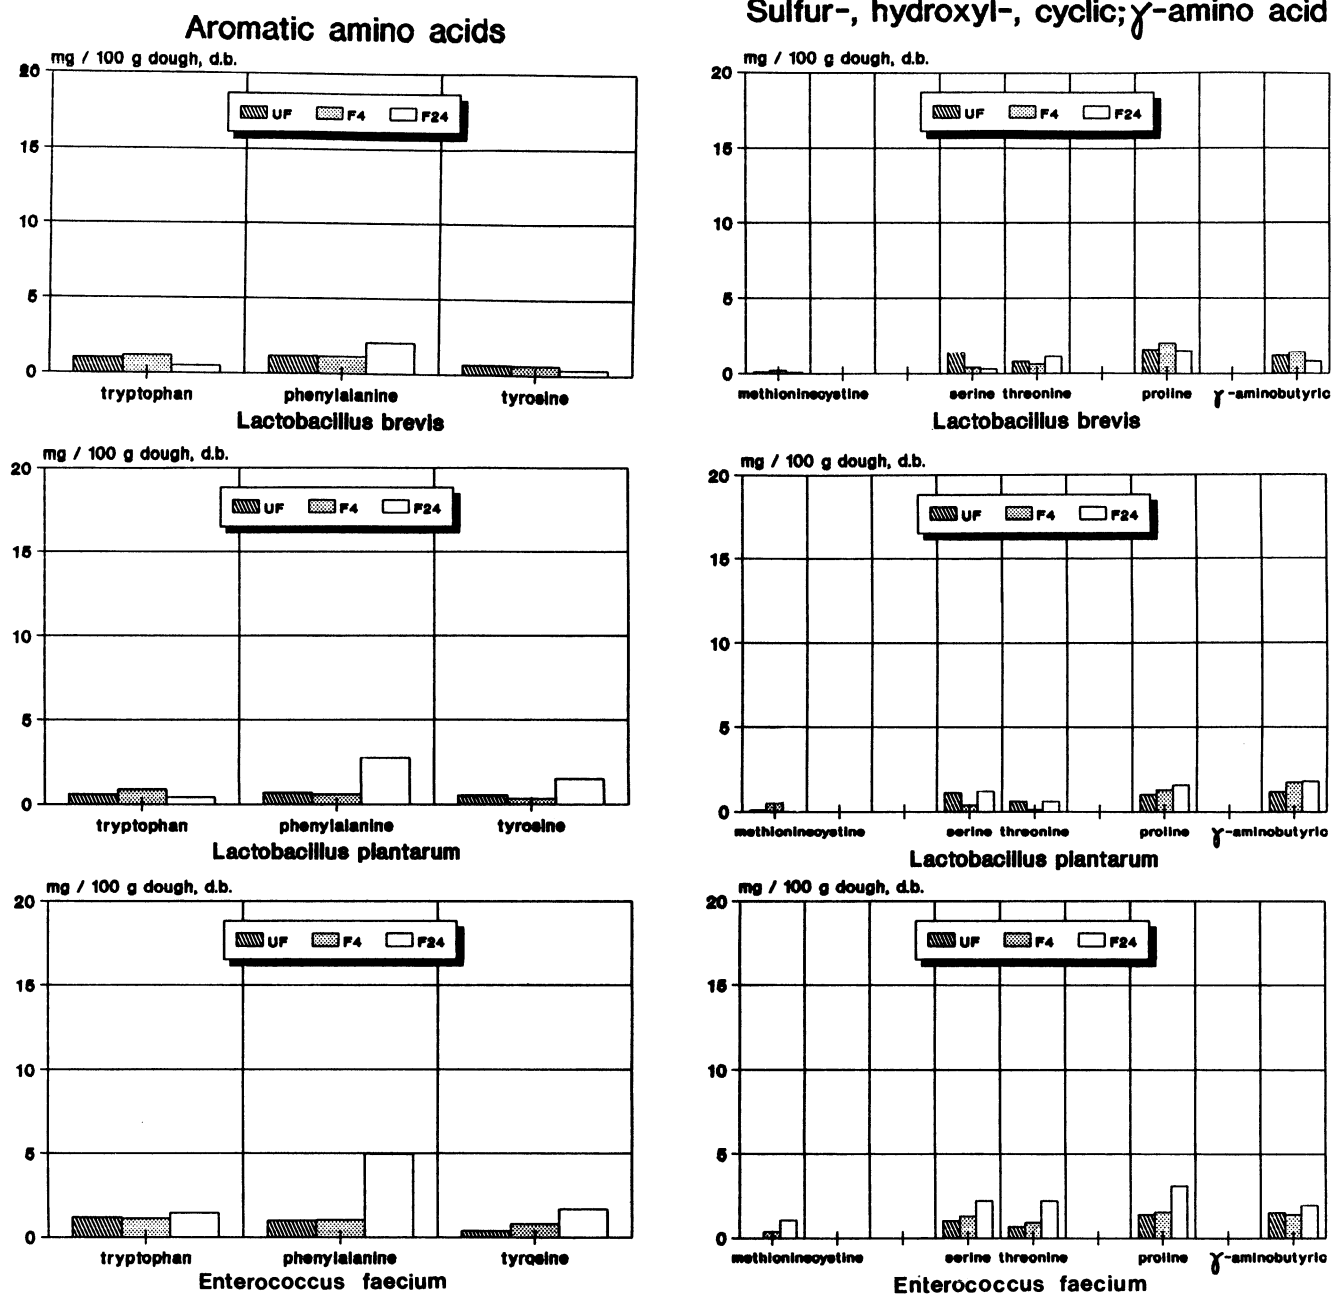 Aromatic amino acids
mg / 100 g dough, d.b.
20
15
10
5
0
UF F4 F24
tryptophan phenylalanine tyrosine
Lactobacillus brevis
mg / 100 g dough, d.b.
20
15
10
5
0
UF F4 F24
tryptophan phenylalanine tyrosine
Lactobacillus plantarum
mg / 100 g dough, d.b.
20
15
10
5
0
UF F4 F24
tryptophan phenylalanine tyrosine
Enterococcus faecium
Sulfur-, hydroxyl-, cyclic; γ-amino acid
mg / 100 g dough, d.b.
20
15
10
5
0
UF F4 F24
methionine cystine serine threonine proline γ-aminobutyric
Lactobacillus brevis
mg / 100 g dough, d.b.
20
15
10
5
0
UF F4 F24
methionine cystine serine threonine proline γ-aminobutyric
Lactobacillus plantarum
mg / 100 g dough, d.b.
20
15
10
5
0
UF F4 F24
methionine cystine serine threonine proline γ-aminobutyric
Enterococcus faecium